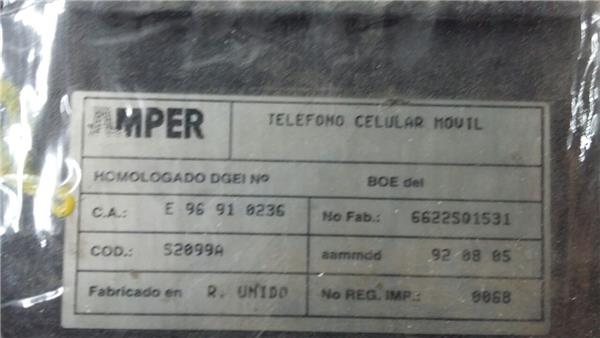 AMPER TELEFONO CELULAR MOVIL
HOMOLOGADO DGEI Nº BOE del
C.A.: E 96 91 0236 No Fab.: 6622S01531
COD.: S2099A aammdd 92 08 05
Fabricado en R. UNIDO No REG. IMP.: 0068